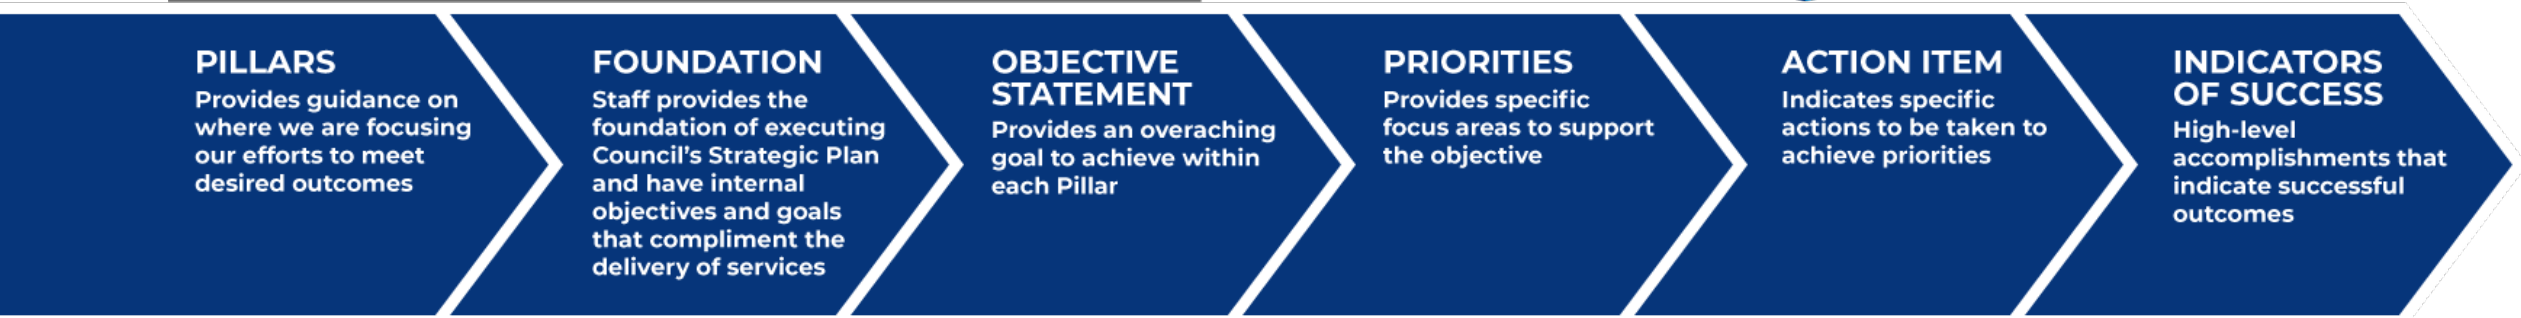 PILLARS
Provides guidance on
where we are focusing
our efforts to meet
desired outcomes
FOUNDATION
Staff provides the
foundation of executing
Council's Strategic Plan
and have internal
objectives and goals
that compliment the
delivery of services
OBJECTIVE
STATEMENT
Provides an overaching
goal to achieve within
each Pillar
PRIORITIES
Provides specific
focus areas to support
the objective
ACTION ITEM
Indicates specific
actions to be taken to
achieve priorities
INDICATORS
OF SUCCESS
High-level
accomplishments that
indicate successful
outcomes